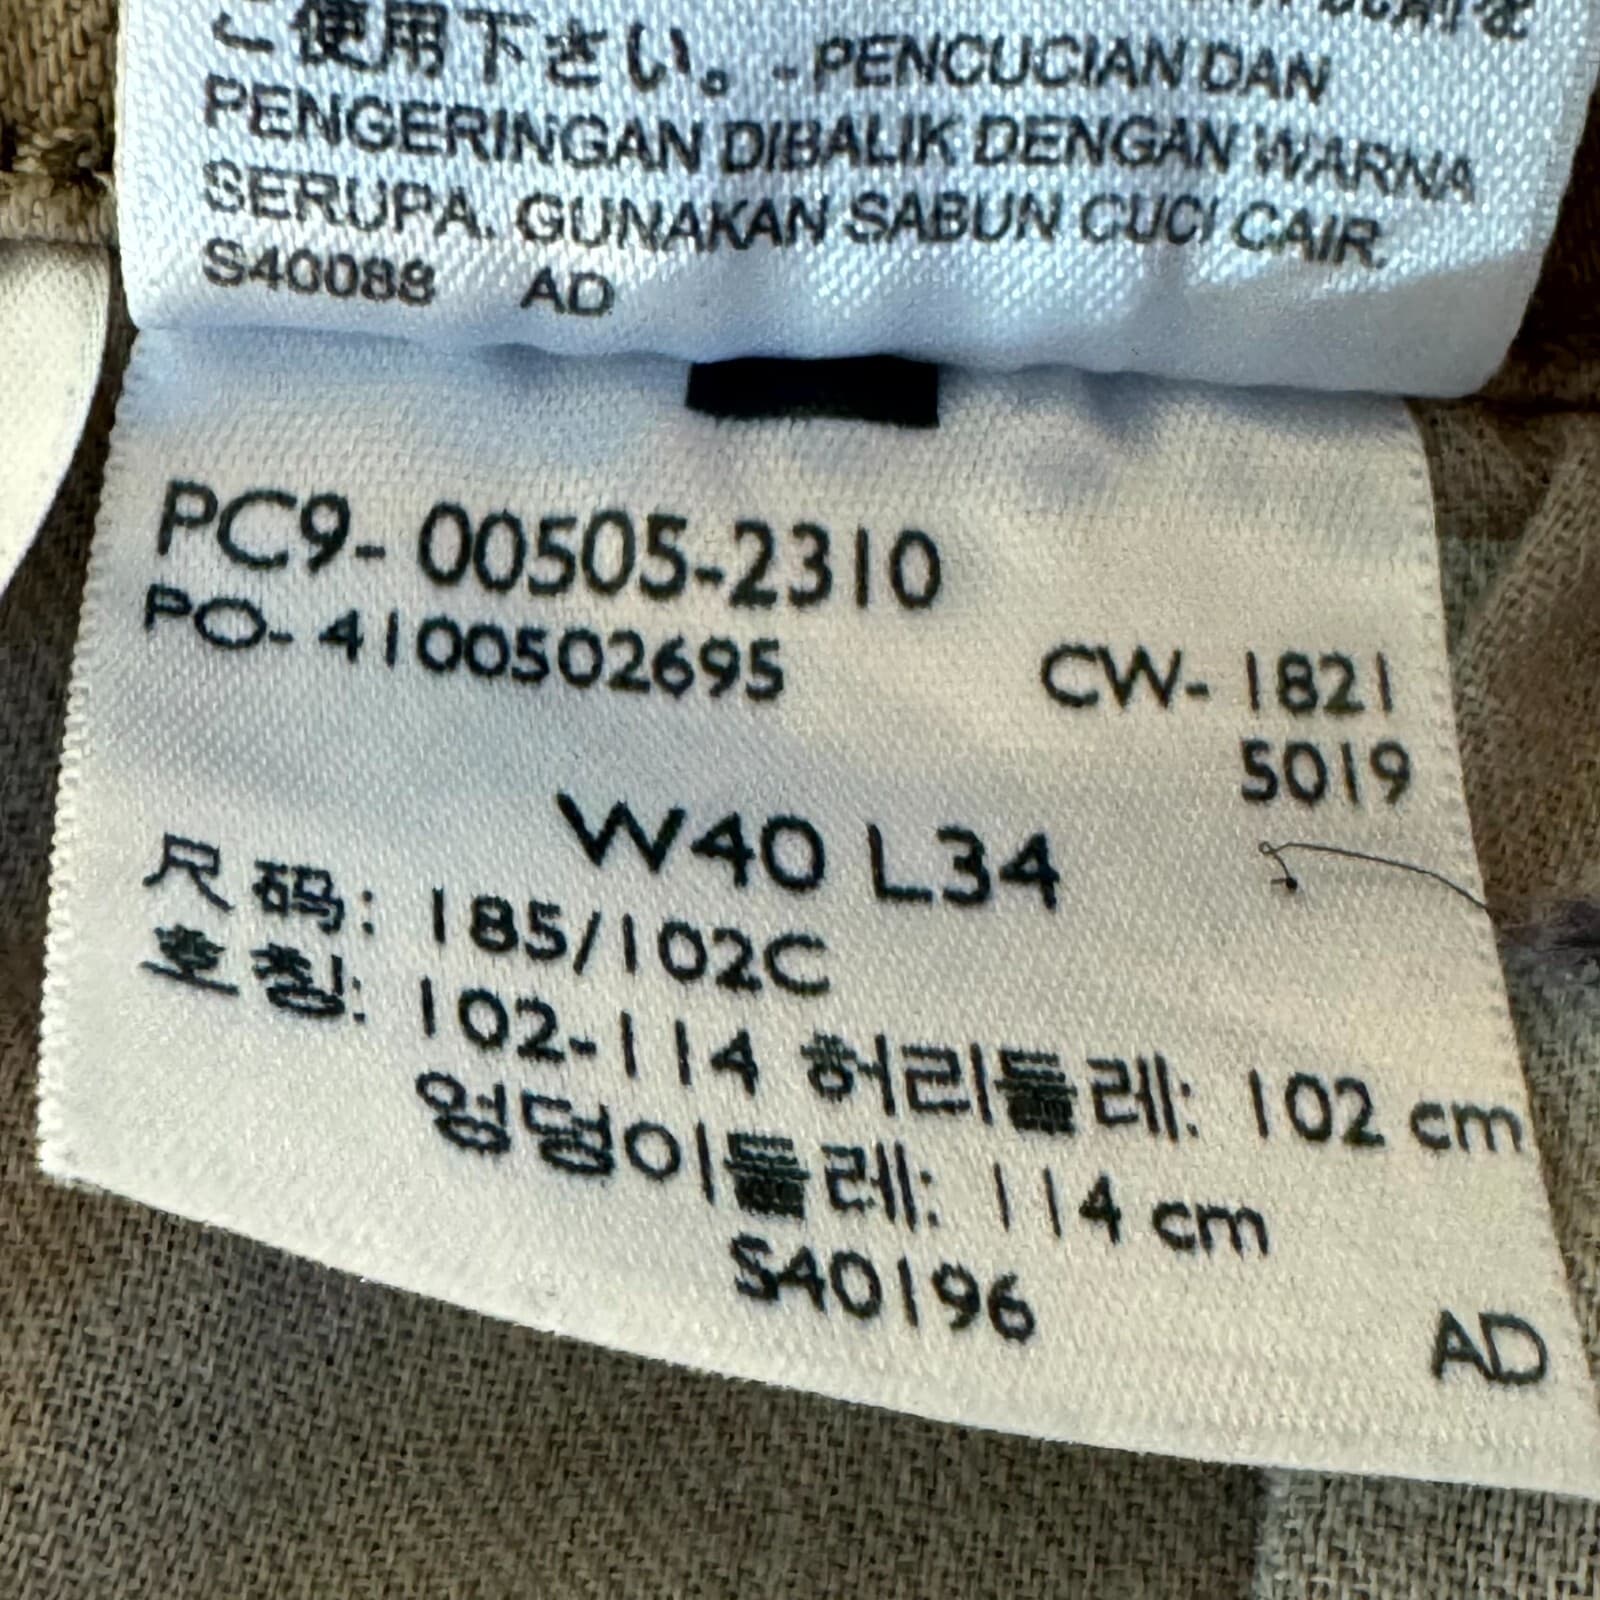 ご使用下さい。- PENCUCIAN DAN
PENGERINGAN DIBALIK DENGAN WARNA
SERUPA. GUNAKAN SABUN CUCI CAIR.
S40088 AD
PC9- 00505-2310
PO- 4100502695
CW- 1821
5019
W40 L34
尺码: 185/102C
호칭: 102-114 허리둘레: 102 cm
엉덩이둘레: 114 cm
S40196
AD